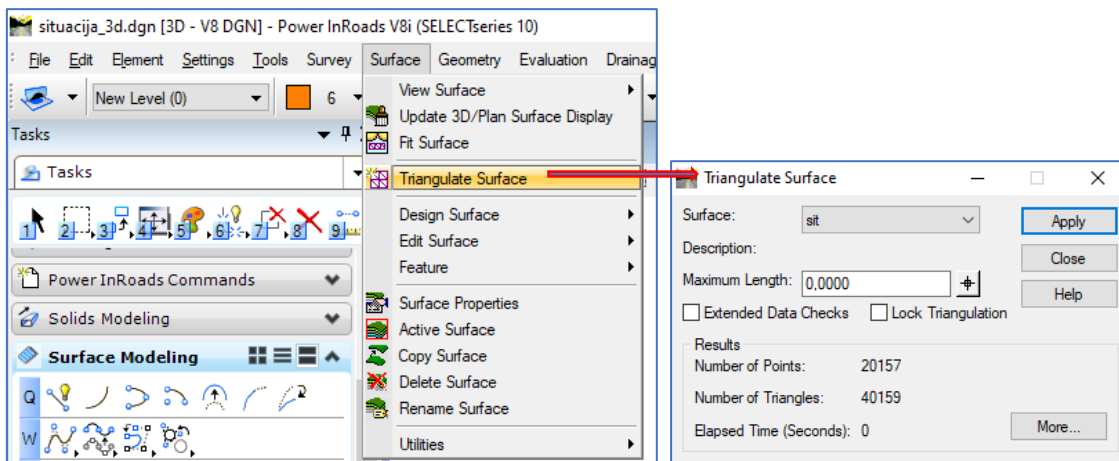 situacija_3d.dgn [3D - V8 DGN] - Power InRoads V8i (SELECTseries 10)
File Edit Element Settings Tools Survey Surface Geometry Evaluation Drainag
New Level (0) 6
Tasks
Tasks
1 2 3 4 5 6 7 8 9
Power InRoads Commands
Solids Modeling
Surface Modeling
Q
W
View Surface
Update 3D/Plan Surface Display
Fit Surface
Triangulate Surface
Design Surface
Edit Surface
Feature
Surface Properties
Active Surface
Copy Surface
Delete Surface
Rename Surface
Utilities
Triangulate Surface
Surface: sit Apply
Description: Close
Maximum Length: 0,0000 Help
Extended Data Checks Lock Triangulation
Results
Number of Points: 20157
Number of Triangles: 40159
Elapsed Time (Seconds): 0 More...